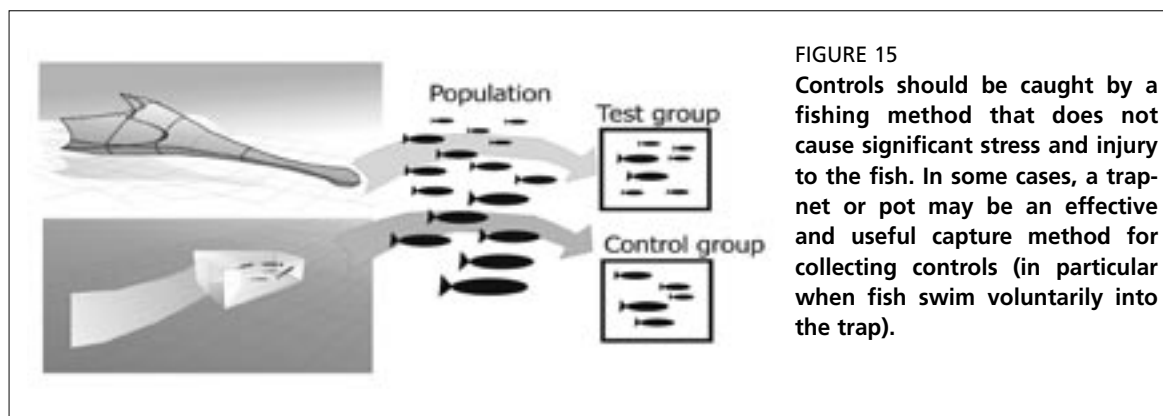 Population
Test group
Control group
FIGURE 15
Controls should be caught by a
fishing method that does not
cause significant stress and injury
to the fish. In some cases, a trap-
net or pot may be an effective
and useful capture method for
collecting controls (in particular
when fish swim voluntarily into
the trap).